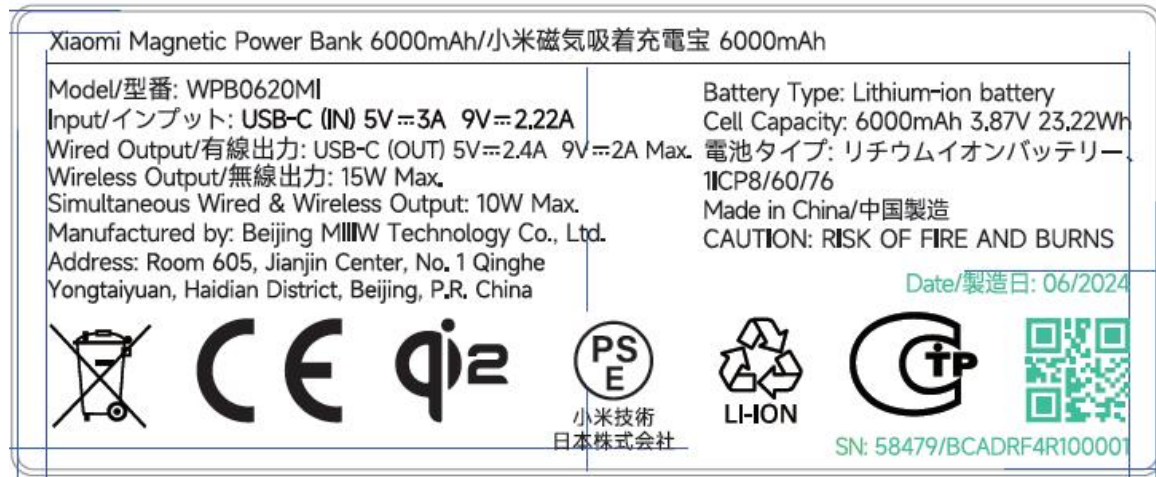 Xiaomi Magnetic Power Bank 6000mAh/小米磁気吸着充電宝 6000mAh
Model/型番: WPB0620MI
Input/インプット: USB-C (IN) 5V⎓3A 9V⎓2.22A
Wired Output/有線出力: USB-C (OUT) 5V⎓2.4A 9V⎓2A Max.
Wireless Output/無線出力: 15W Max.
Simultaneous Wired & Wireless Output: 10W Max.
Manufactured by: Beijing MIIIW Technology Co., Ltd.
Address: Room 605, Jianjin Center, No. 1 Qinghe
Yongtaiyuan, Haidian District, Beijing, P.R. China
Battery Type: Lithium-ion battery
Cell Capacity: 6000mAh 3.87V 23.22Wh
電池タイプ: リチウムイオンバッテリー、
1ICP8/60/76
Made in China/中国製造
CAUTION: RISK OF FIRE AND BURNS
Date/製造日: 06/2024
CE
qi2
PS
E
小米技術
日本株式会社
LI-ION
CTP
SN: 58479/BCADRF4R100001